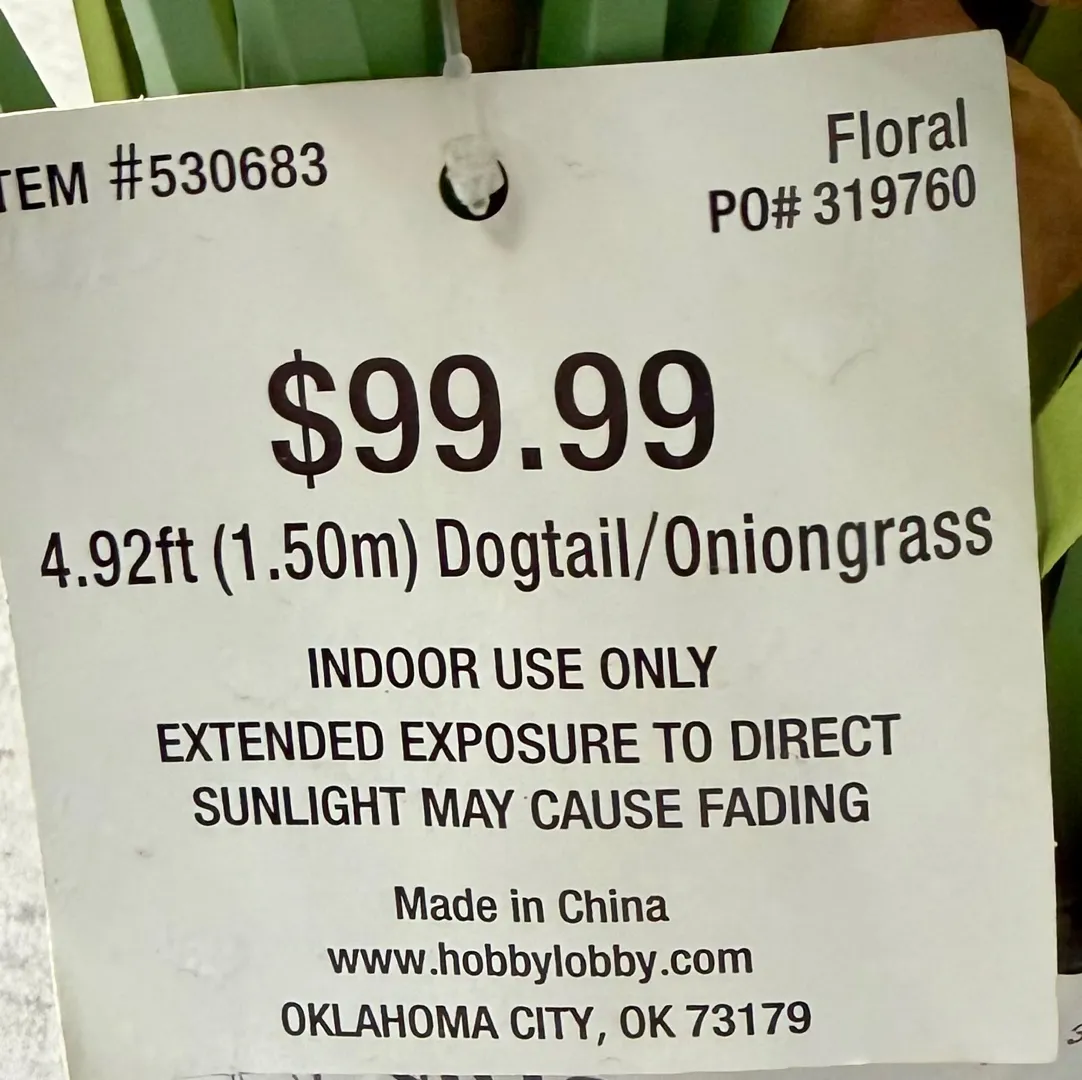 TEM #530683
Floral
PO# 319760
$99.99
4.92ft (1.50m) Dogtail/Oniongrass
INDOOR USE ONLY
EXTENDED EXPOSURE TO DIRECT
SUNLIGHT MAY CAUSE FADING
Made in China
www.hobbylobby.com
OKLAHOMA CITY, OK 73179